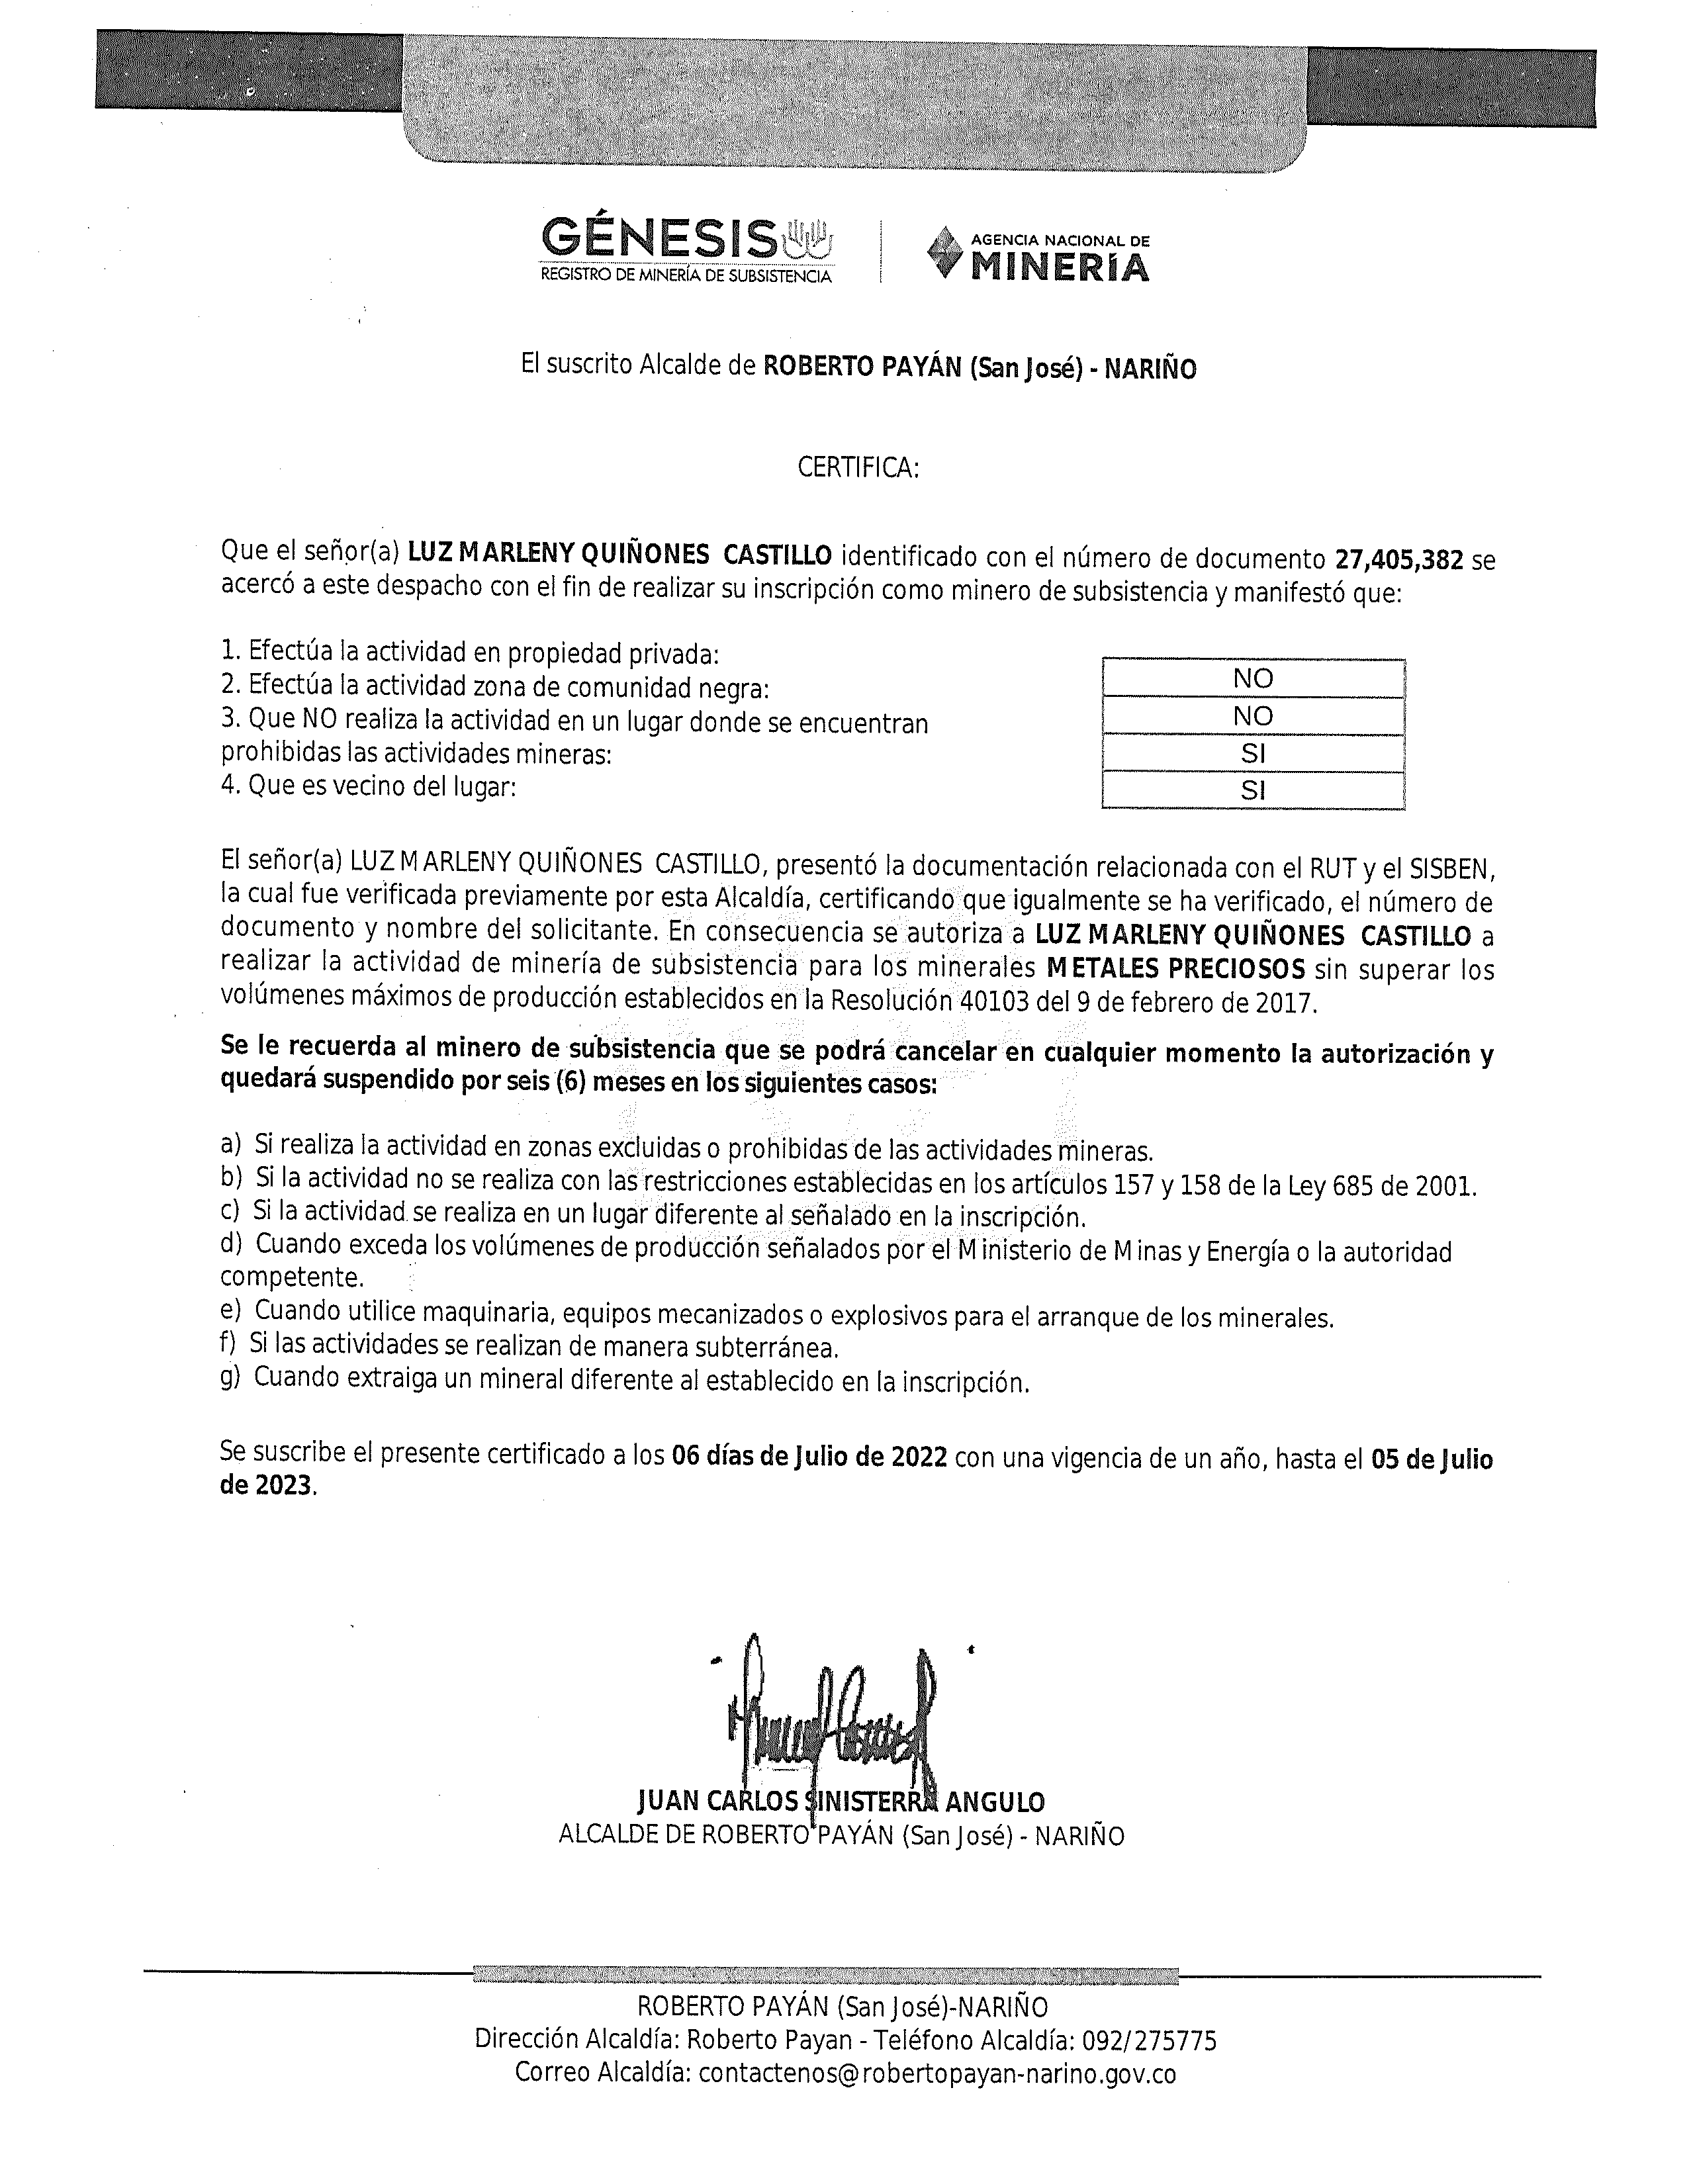 GÉNESIS
REGISTRO DE MINERÍA DE SUBSISTENCIA
AGENCIA NACIONAL DE
MINERÍA
El suscrito Alcalde de ROBERTO PAYÁN (San José) - NARIÑO
CERTIFICA:
Que el señor(a) LUZ MARLENY QUIÑONES CASTILLO identificado con el número de documento 27,405,382 se
acercó a este despacho con el fin de realizar su inscripción como minero de subsistencia y manifestó que:
1. Efectúa la actividad en propiedad privada:
NO
2. Efectúa la actividad zona de comunidad negra:
NO
3. Que NO realiza la actividad en un lugar donde se encuentran
prohibidas las actividades mineras:
SI
4. Que es vecino del lugar:
SI
El señor(a) LUZ MARLENY QUIÑONES CASTILLO, presentó la documentación relacionada con el RUT y el SISBEN,
la cual fue verificada previamente por esta Alcaldía, certificando que igualmente se ha verificado, el número de
documento y nombre del solicitante. En consecuencia se autoriza a LUZ MARLENY QUIÑONES CASTILLO a
realizar la actividad de minería de subsistencia para los minerales METALES PRECIOSOS sin superar los
volúmenes máximos de producción establecidos en la Resolución 40103 del 9 de febrero de 2017.
Se le recuerda al minero de subsistencia que se podrá cancelar en cualquier momento la autorización y
quedará suspendido por seis (6) meses en los siguientes casos:
a) Si realiza la actividad en zonas excluidas o prohibidas de las actividades mineras.
b) Si la actividad no se realiza con las restricciones establecidas en los artículos 157 y 158 de la Ley 685 de 2001.
c) Si la actividad se realiza en un lugar diferente al señalado en la inscripción.
d) Cuando exceda los volúmenes de producción señalados por el Ministerio de Minas y Energía o la autoridad
competente.
e) Cuando utilice maquinaria, equipos mecanizados o explosivos para el arranque de los minerales.
f) Si las actividades se realizan de manera subterránea.
g) Cuando extraiga un mineral diferente al establecido en la inscripción.
Se suscribe el presente certificado a los 06 días de Julio de 2022 con una vigencia de un año, hasta el 05 de Julio
de 2023.
JUAN CARLOS SINISTERRA ANGULO
ALCALDE DE ROBERTO PAYÁN (San José) - NARIÑO
ROBERTO PAYÁN (San José)-NARIÑO
Dirección Alcaldía: Roberto Payan - Teléfono Alcaldía: 092/275775
Correo Alcaldía: contactenos@robertopayan-narino.gov.co